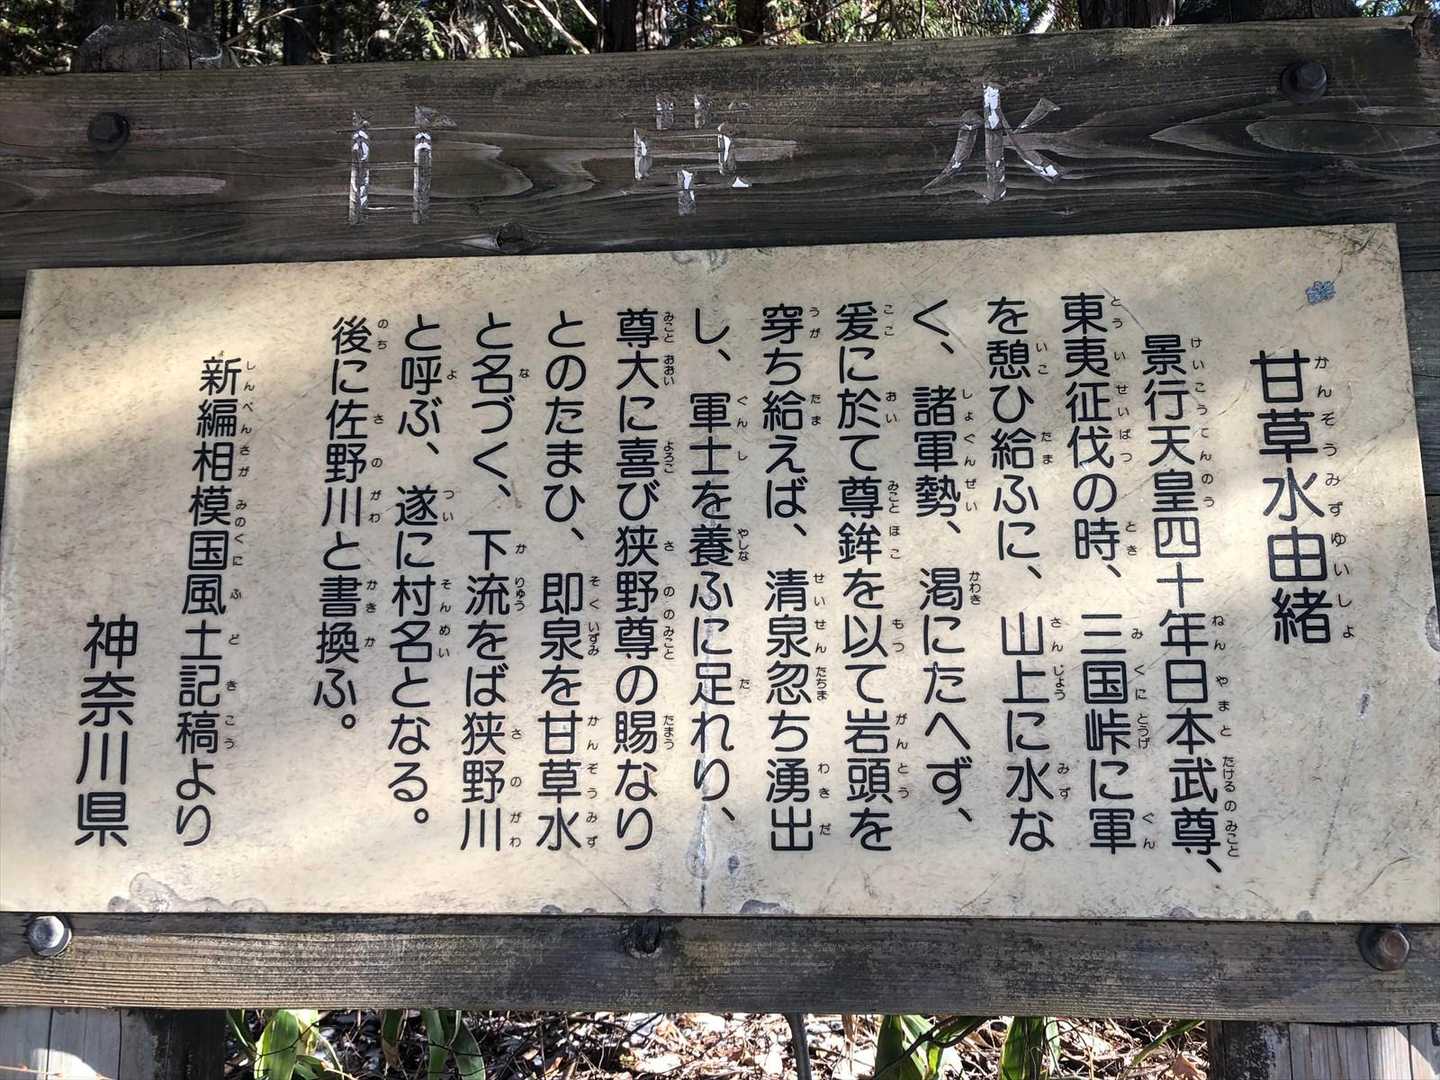 甘草水
甘草水由緒
景行天皇四十年日本武尊、
東夷征伐の時、三国峠に軍
を憩ひ給ふに、山上に水な
く、諸軍勢、渇にたへず、
爰に於て尊鉾を以て岩頭を
穿ち給えば、清泉忽ち湧出
し、軍士を養ふに足れり、
尊大に喜び狭野尊の賜なり
とのたまひ、即泉を甘草水
と名づく、下流をば狭野川
と呼ぶ、遂に村名となる。
後に佐野川と書換ふ。
新編相模国風土記稿より
神奈川県